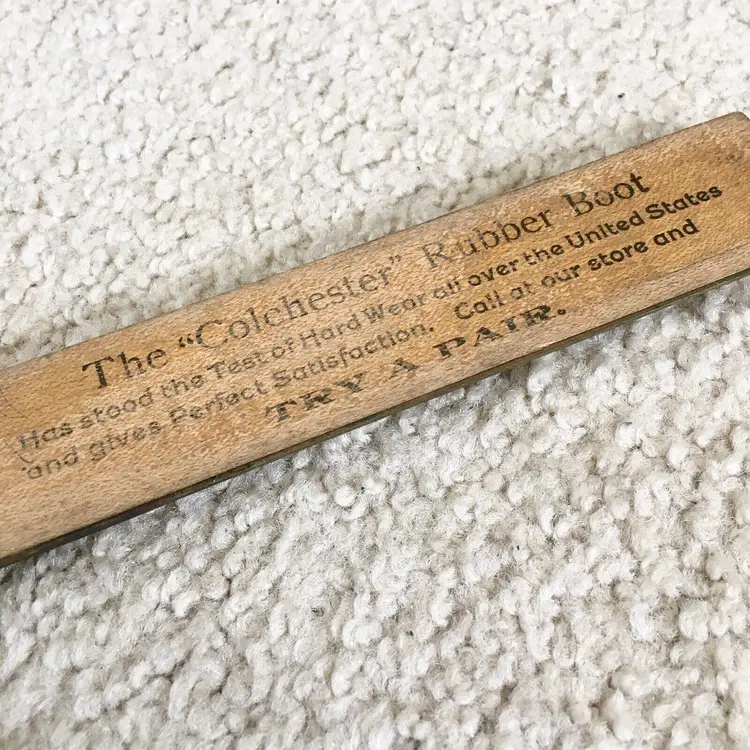 The “Colchester” Rubber Boot
Has stood the Test of Hard Wear all over the United States
and gives Perfect Satisfaction. Call at our store and
TRY A PAIR.